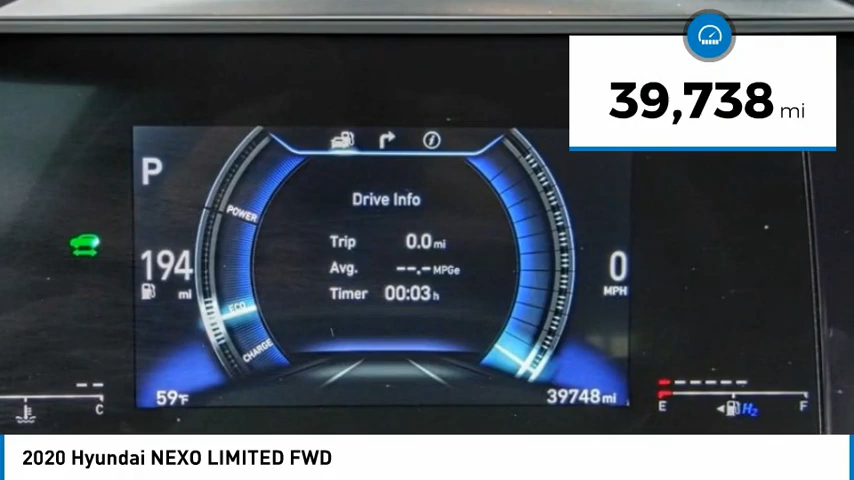 39,738 mi
P
Drive Info
POWER
Trip 0.0 mi
194 mi
Avg. --.- MPGe
0 MPH
Timer 00:03 h
ECO
CHARGE
59°F
39748 mi
-- C
E H2 F
2020 Hyundai NEXO LIMITED FWD